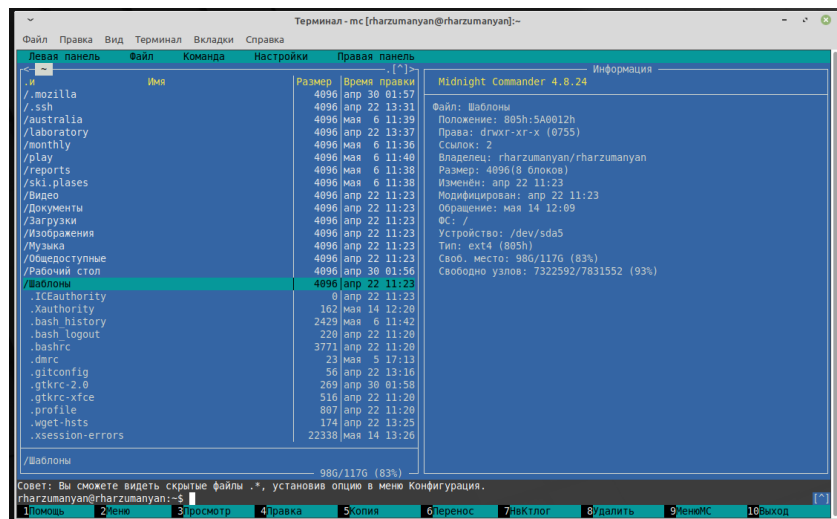 Терминал - mc [rharzumanyan@rharzumanyan]:~
Файл Правка Вид Терминал Вкладки Справка
Левая панель Файл Команда Настройки Правая панель
<- ~ .[^]>
.и Имя Размер Время правки
/.mozilla 4096 апр 30 01:57
/.ssh 4096 апр 22 13:31
/australia 4096 мая 6 11:39
/laboratory 4096 апр 22 13:37
/monthly 4096 мая 6 11:36
/play 4096 мая 6 11:40
/reports 4096 мая 6 11:38
/ski.plases 4096 мая 6 11:38
/Видео 4096 апр 22 11:23
/Документы 4096 апр 22 11:23
/Загрузки 4096 апр 22 11:23
/Изображения 4096 апр 22 11:23
/Музыка 4096 апр 22 11:23
/Общедоступные 4096 апр 22 11:23
/Рабочий стол 4096 апр 30 01:56
/Шаблоны 4096 апр 22 11:23
.ICEauthority 0 апр 22 11:23
.Xauthority 162 мая 14 12:20
.bash_history 2429 мая 6 11:42
.bash_logout 220 апр 22 11:20
.bashrc 3771 апр 22 11:20
.dmrc 23 мая 5 17:13
.gitconfig 56 апр 22 13:16
.gtkrc-2.0 269 апр 30 01:58
.gtkrc-xfce 516 апр 22 11:20
.profile 807 апр 22 11:20
.wget-hsts 174 апр 22 13:25
.xsession-errors 22338 мая 14 13:26
/Шаблоны
98G/117G (83%)
Информация
Midnight Commander 4.8.24
Файл: Шаблоны
Положение: 805h:5A0012h
Права: drwxr-xr-x (0755)
Ссылок: 2
Владелец: rharzumanyan/rharzumanyan
Размер: 4096(8 блоков)
Изменён: апр 22 11:23
Модифицирован: апр 22 11:23
Обращение: мая 14 12:09
ФС: /
Устройство: /dev/sda5
Тип: ext4 (805h)
Своб. место: 98G/117G (83%)
Свободно узлов: 7322592/7831552 (93%)
Совет: Вы сможете видеть скрытые файлы .*, установив опцию в меню Конфигурация.
rharzumanyan@rharzumanyan:~$ [^]
1Помощь 2Меню 3Просмотр 4Правка 5Копия 6Перенос 7НвКтлог 8Удалить 9МенюМС 10Выход